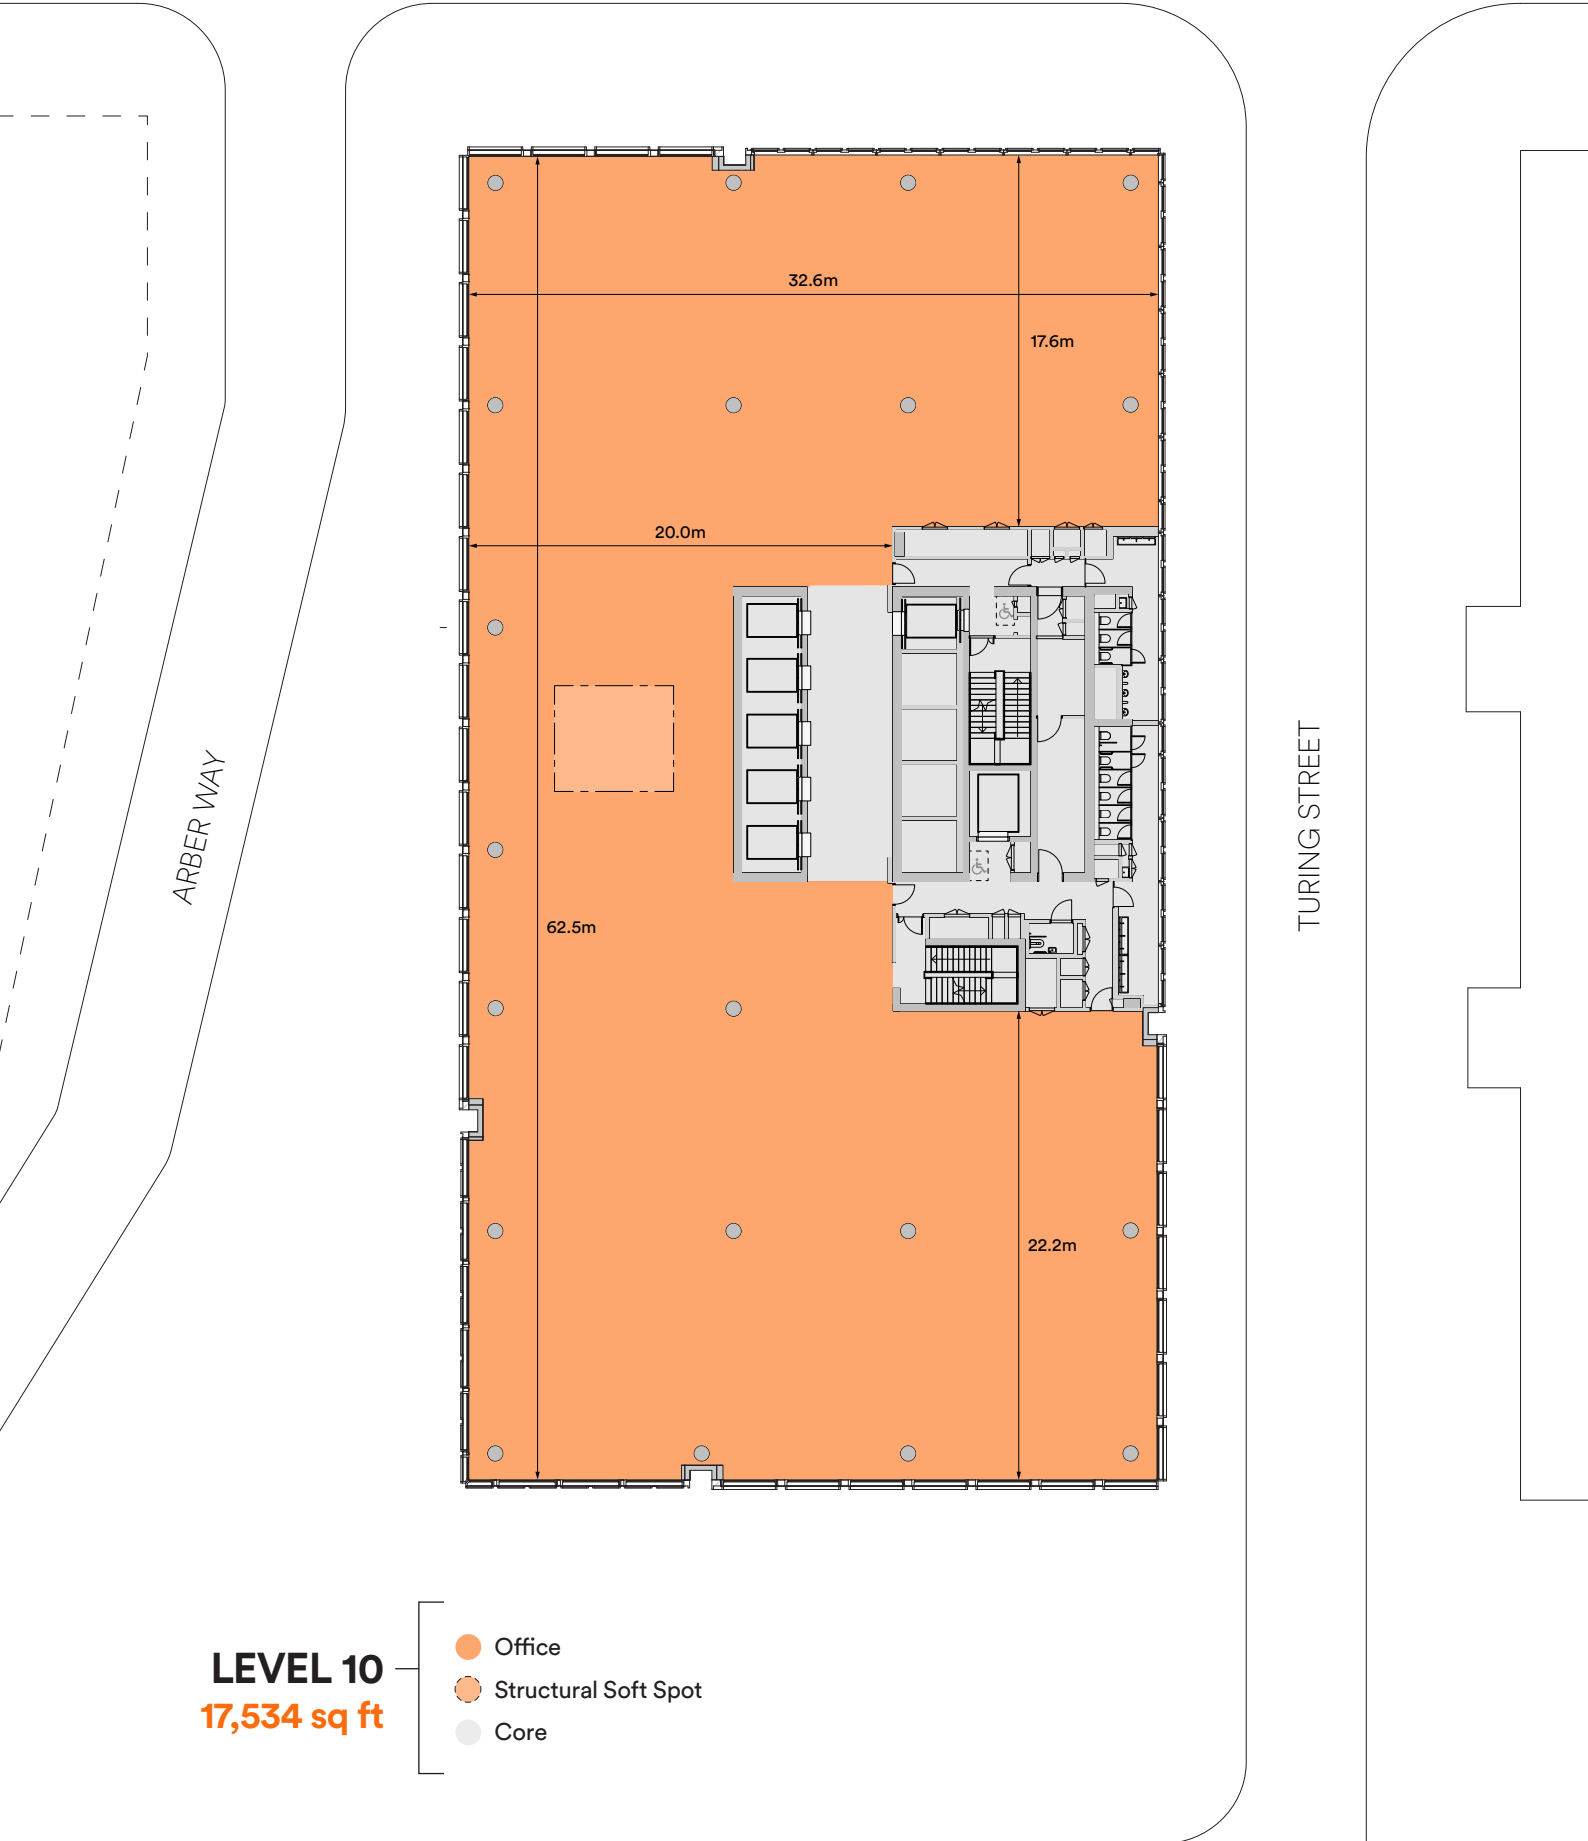 32.6m
17.6m
20.0m
ARBER WAY
TURING STREET
62.5m
22.2m
LEVEL 10
17,534 sq ft
Office
Structural Soft Spot
Core